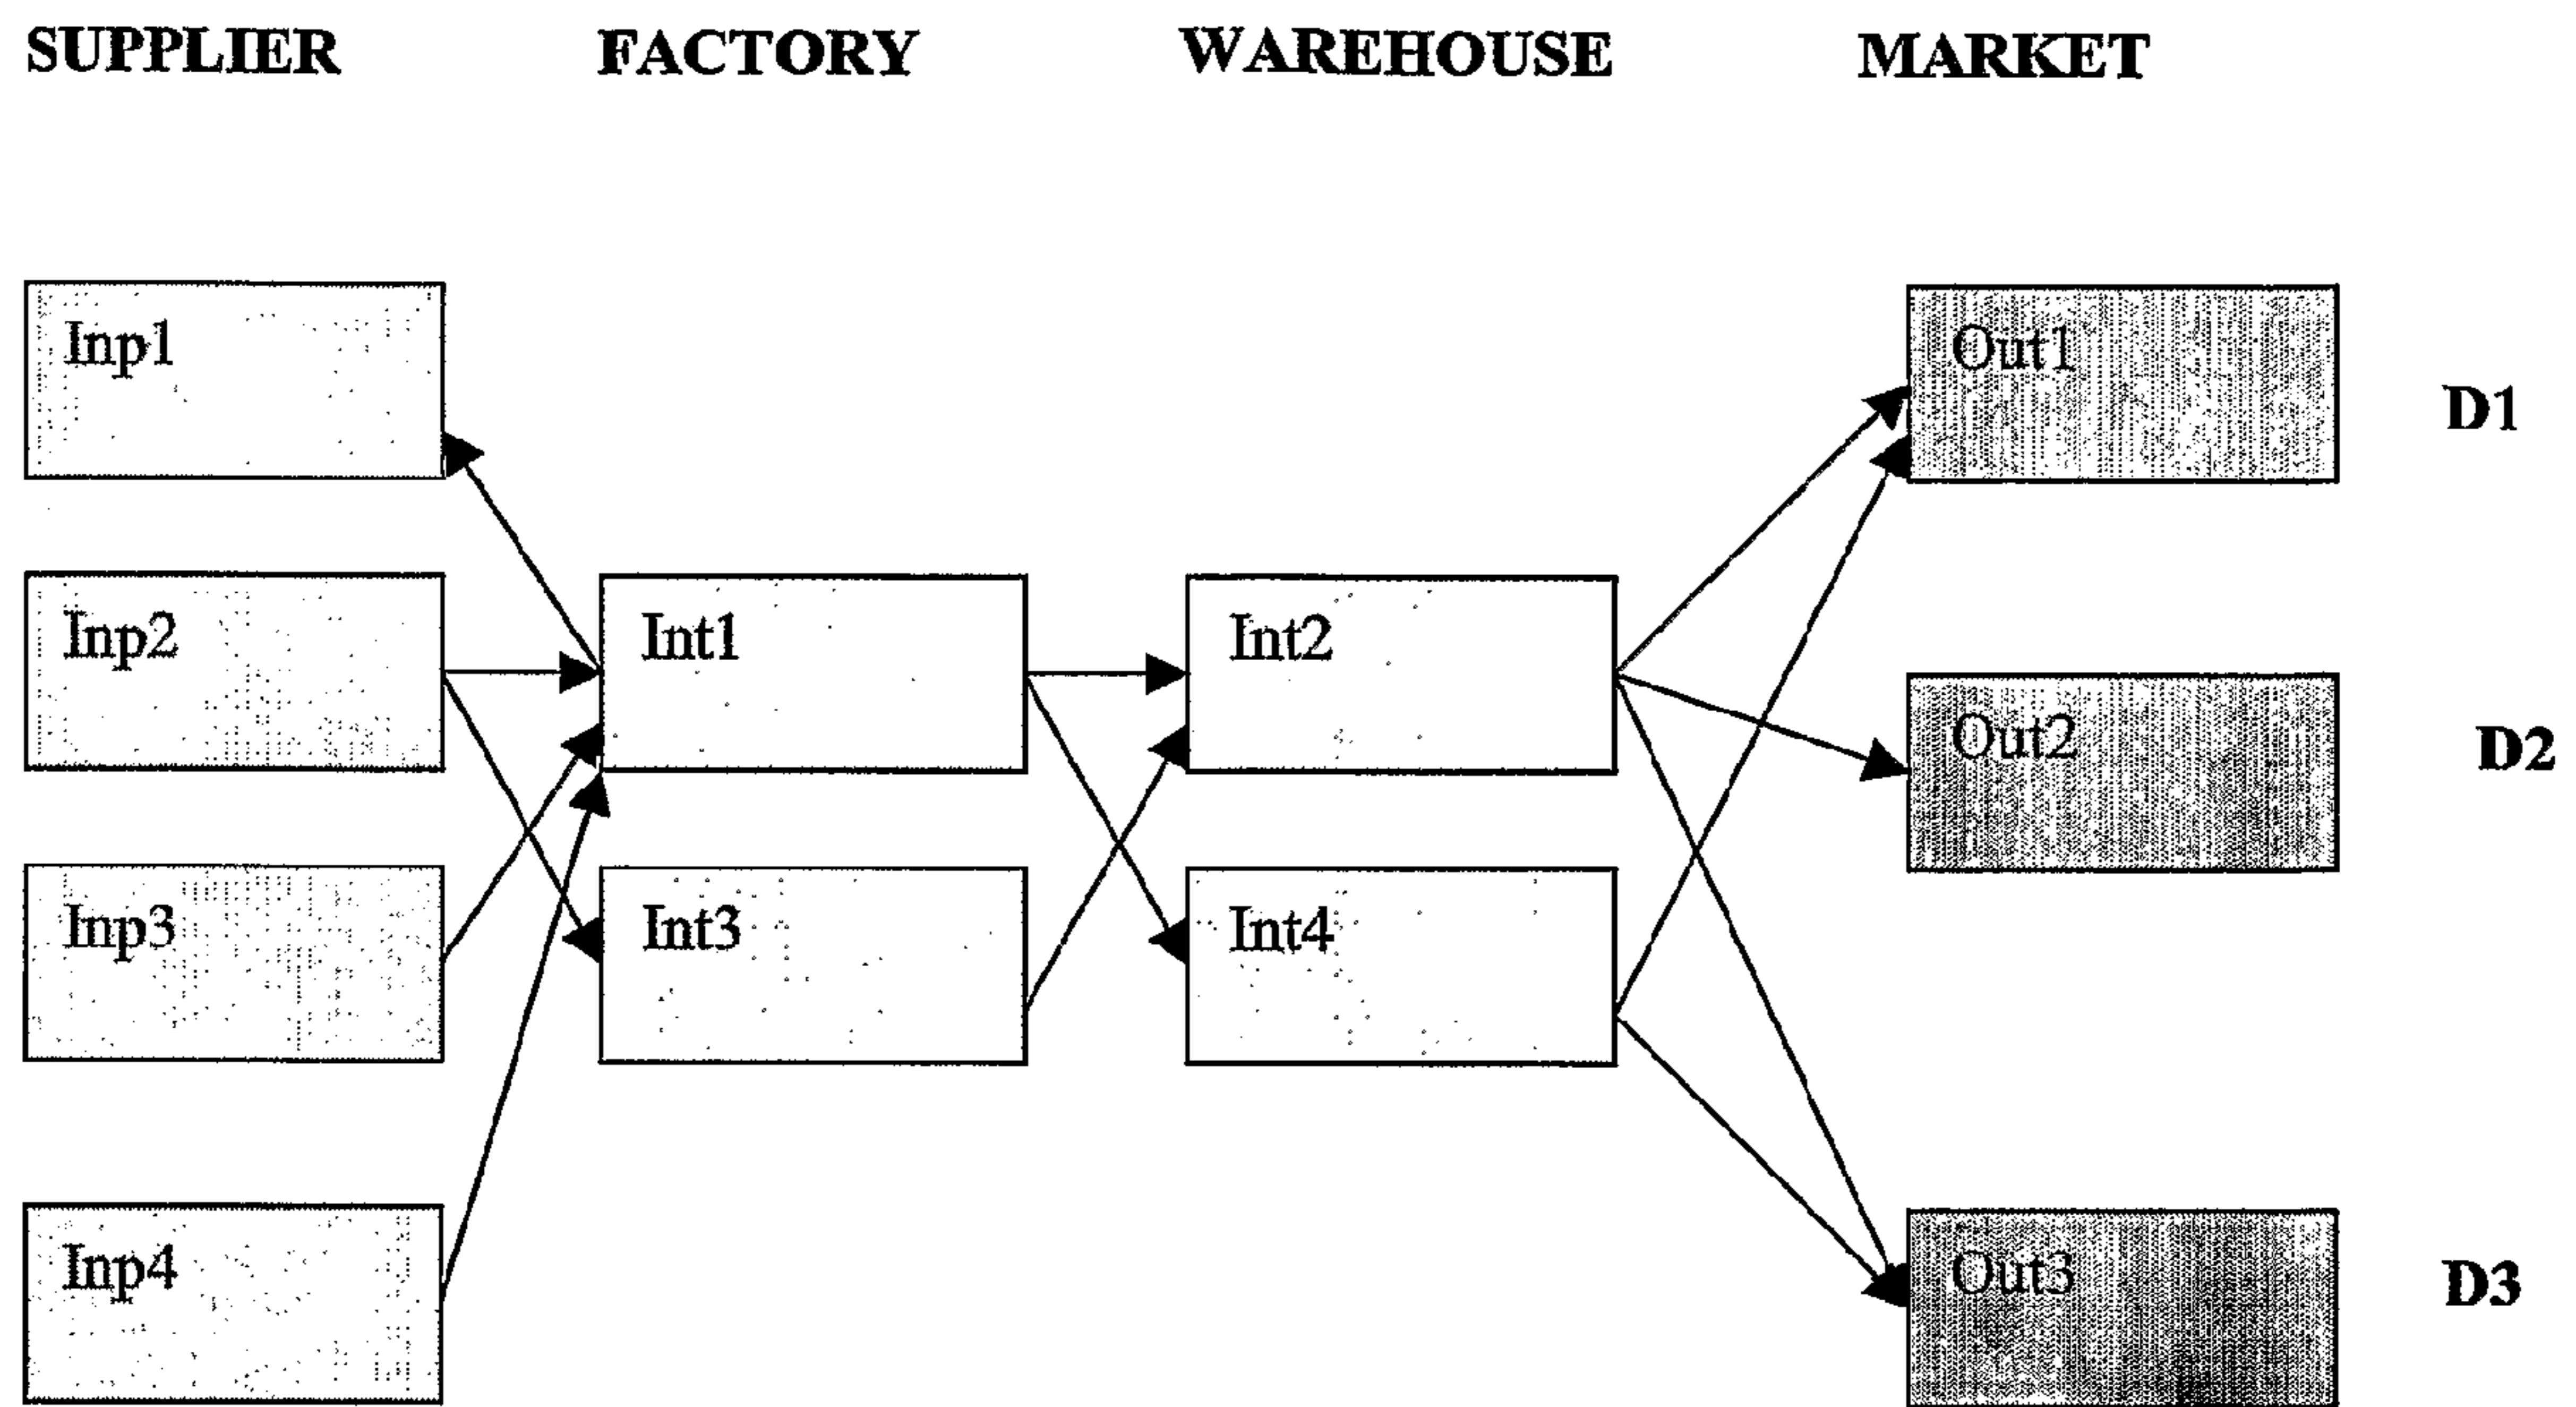 SUPPLIER FACTORY WAREHOUSE MARKET
Inp1 Out1
D1
Inp2 Int1 Int2
Out2 D2
Inp3 Int3 Int4
Inp4 Out3 D3